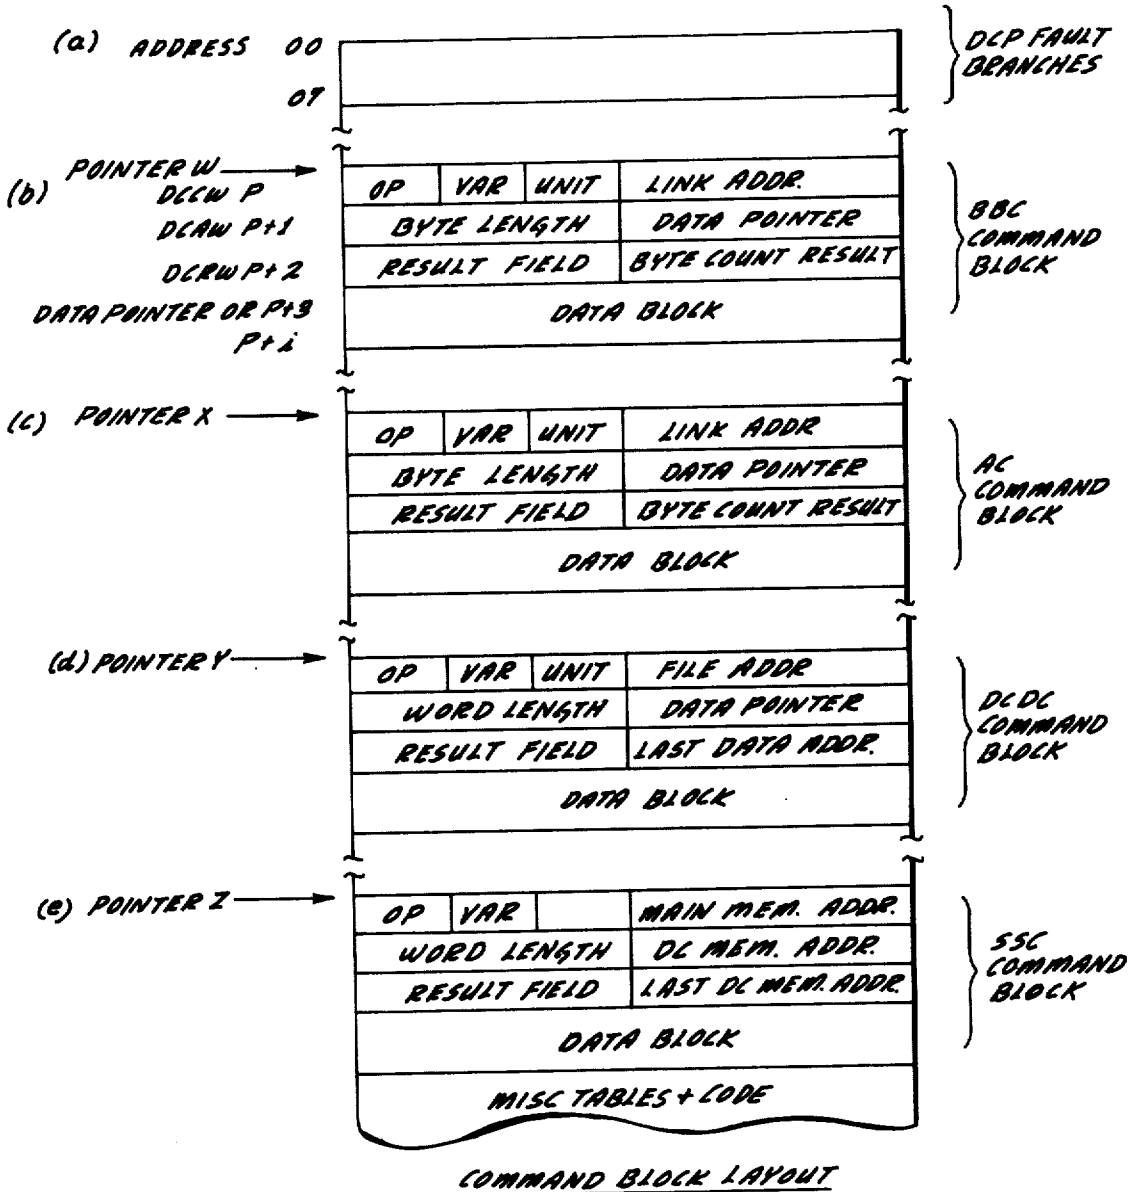 (a) ADDRESS 00
07
DCP FAULT
BRANCHES
POINTER W
(b) DCCW P
OP VAR UNIT LINK ADDR.
DCAW P+1
BYTE LENGTH DATA POINTER
DCRW P+2
RESULT FIELD BYTE COUNT RESULT
DATA POINTER OR P+3
DATA BLOCK
P+i
BBC
COMMAND
BLOCK
(c) POINTER X
OP VAR UNIT LINK ADDR
BYTE LENGTH DATA POINTER
RESULT FIELD BYTE COUNT RESULT
DATA BLOCK
AC
COMMAND
BLOCK
(d) POINTER Y
OP VAR UNIT FILE ADDR
WORD LENGTH DATA POINTER
RESULT FIELD LAST DATA ADDR.
DATA BLOCK
DCDC
COMMAND
BLOCK
(e) POINTER Z
OP VAR MAIN MEM. ADDR.
WORD LENGTH DC MEM. ADDR.
RESULT FIELD LAST DC MEM. ADDR.
DATA BLOCK
SSC
COMMAND
BLOCK
MISC TABLES + CODE
COMMAND BLOCK LAYOUT